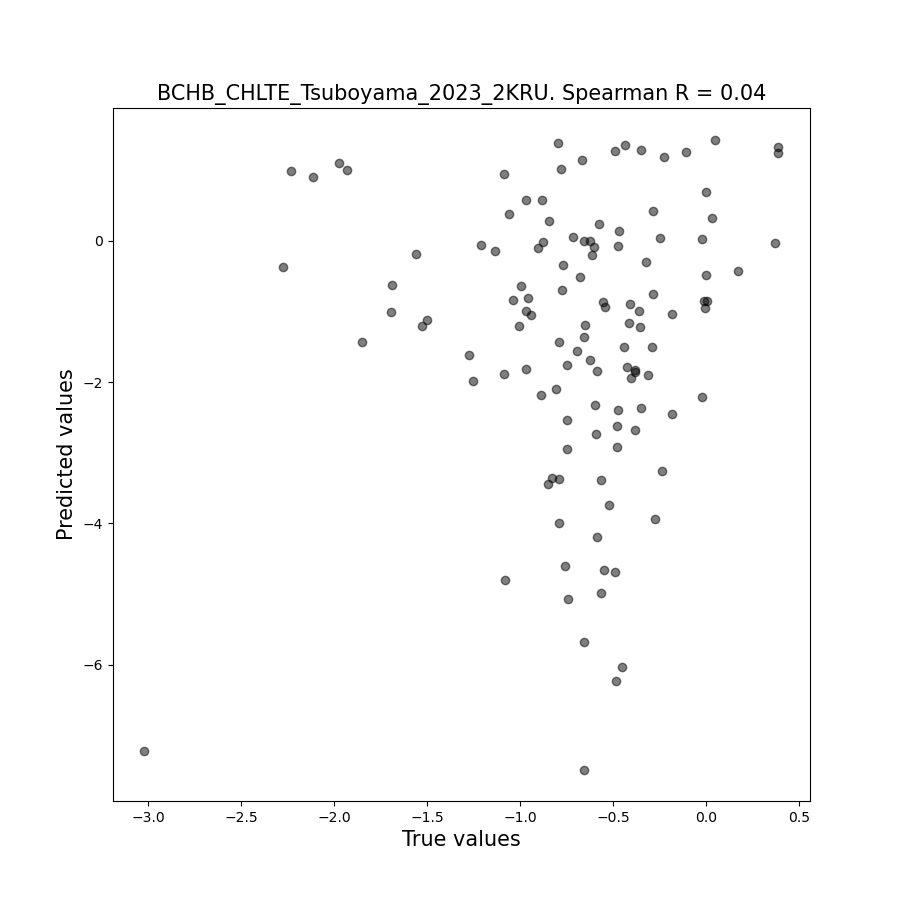 BCHB_CHLTE_Tsuboyama_2023_2KRU. Spearman R = 0.04
Predicted values
0
−2
−4
−6
−3.0 −2.5 −2.0 −1.5 −1.0 −0.5 0.0 0.5
True values